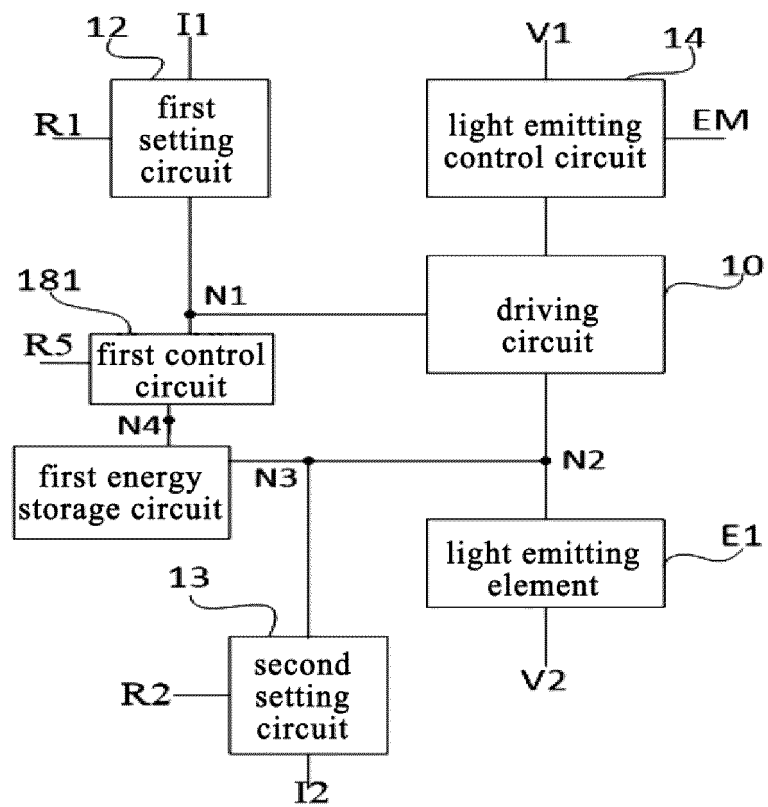 12
I1
V1
14
first
setting
circuit
R1
light emitting
control circuit
EM
181
N1
10
driving
circuit
R5
first control
circuit
N4
first energy
storage circuit
N3
N2
E1
light emitting
element
13
second
setting
circuit
R2
V2
I2